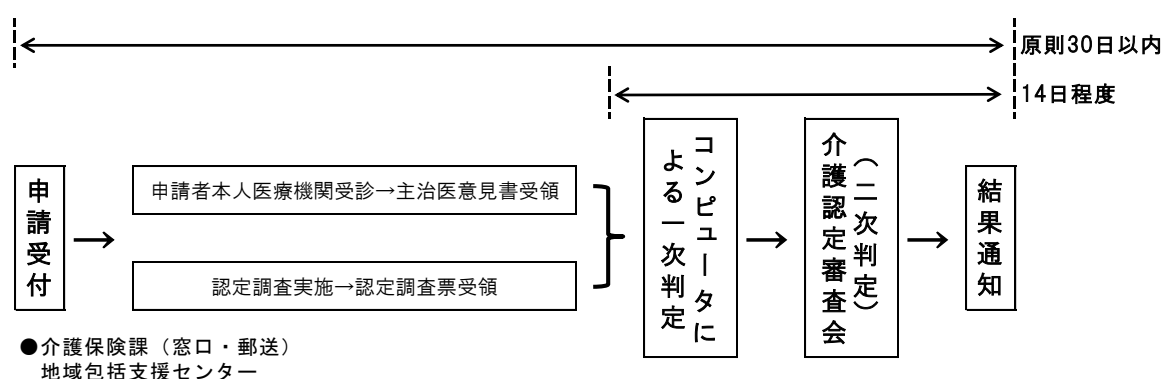 原則30日以内
14日程度
申請受付
申請者本人医療機関受診→主治医意見書受領
認定調査実施→認定調査票受領
コンピュータに
よる一次判定
介護認定審査会
（二次判定）
結果通知
●介護保険課（窓口・郵送）
地域包括支援センター